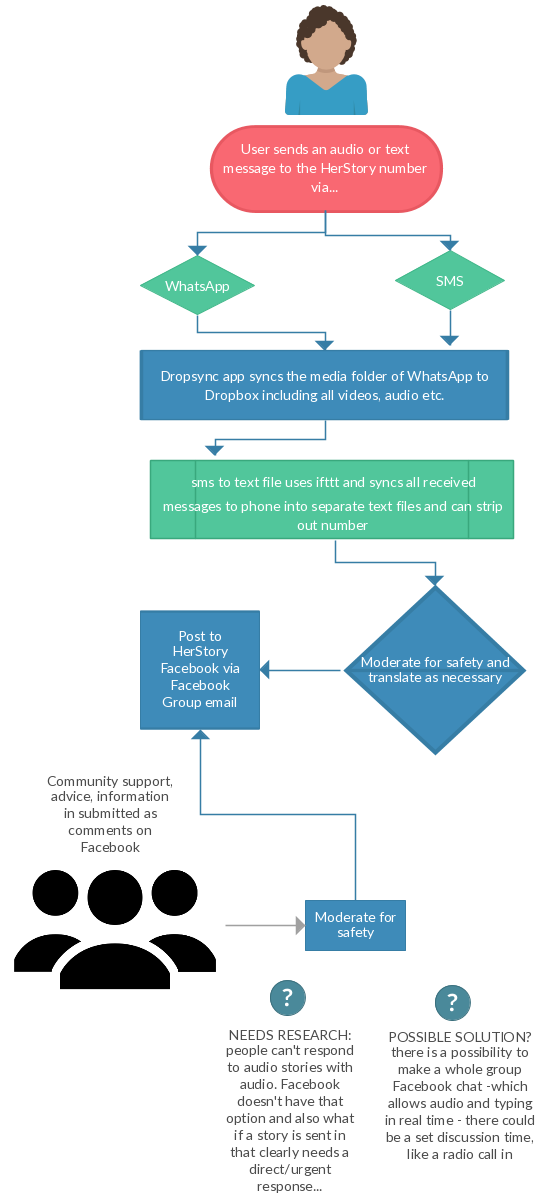 User sends an audio or text
message to the HerStory number
via...
WhatsApp
SMS
Dropsync app syncs the media folder of WhatsApp to
Dropbox including all videos, audio etc.
sms to text file uses ifttt and syncs all received
messages to phone into separate text files and can strip
out number
Moderate for safety and
translate as necessary
Post to
HerStory
Facebook via
Facebook
Group email
Community support,
advice, information
in submitted as
comments on
Facebook
Moderate for
safety
?
NEEDS RESEARCH:
people can't respond
to audio stories with
audio. Facebook
doesn't have that
option and also what
if a story is sent in
that clearly needs a
direct/urgent
response...
?
POSSIBLE SOLUTION?
there is a possibility to
make a whole group
Facebook chat -which
allows audio and typing
in real time - there could
be a set discussion time,
like a radio call in